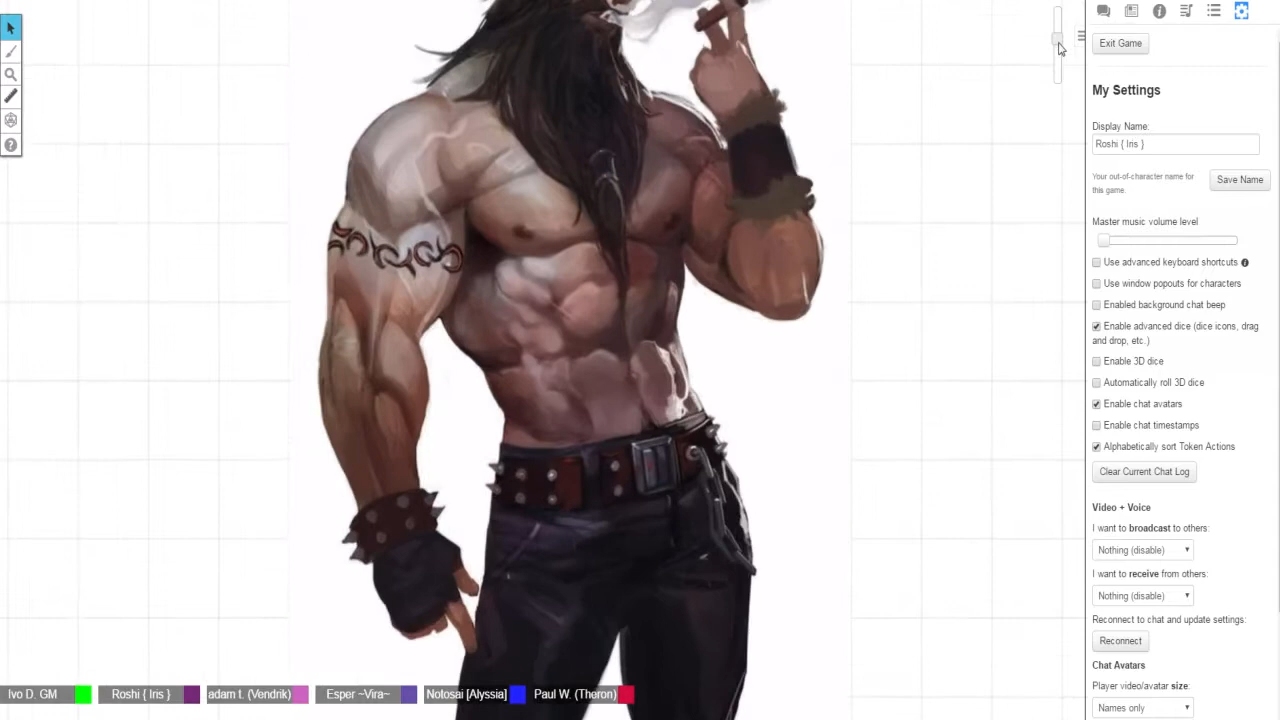 Exit Game
My Settings
Display Name:
Roshi { Iris }
Your out-of-character name for
this game.
Save Name
Master music volume level
Use advanced keyboard shortcuts
Use window popouts for characters
Enabled background chat beep
Enable advanced dice (dice icons, drag
and drop, etc.)
Enable 3D dice
Automatically roll 3D dice
Enable chat avatars
Enable chat timestamps
Alphabetically sort Token Actions
Clear Current Chat Log
Video + Voice
I want to broadcast to others:
Nothing (disable)
I want to receive from others:
Nothing (disable)
Reconnect to chat and update settings:
Reconnect
Chat Avatars
Player video/avatar size:
Names only
Ivo D. GM
Roshi { Iris }
adam t. (Vendrik)
Esper ~Vira~
Notosai [Alyssia]
Paul W. (Theron)